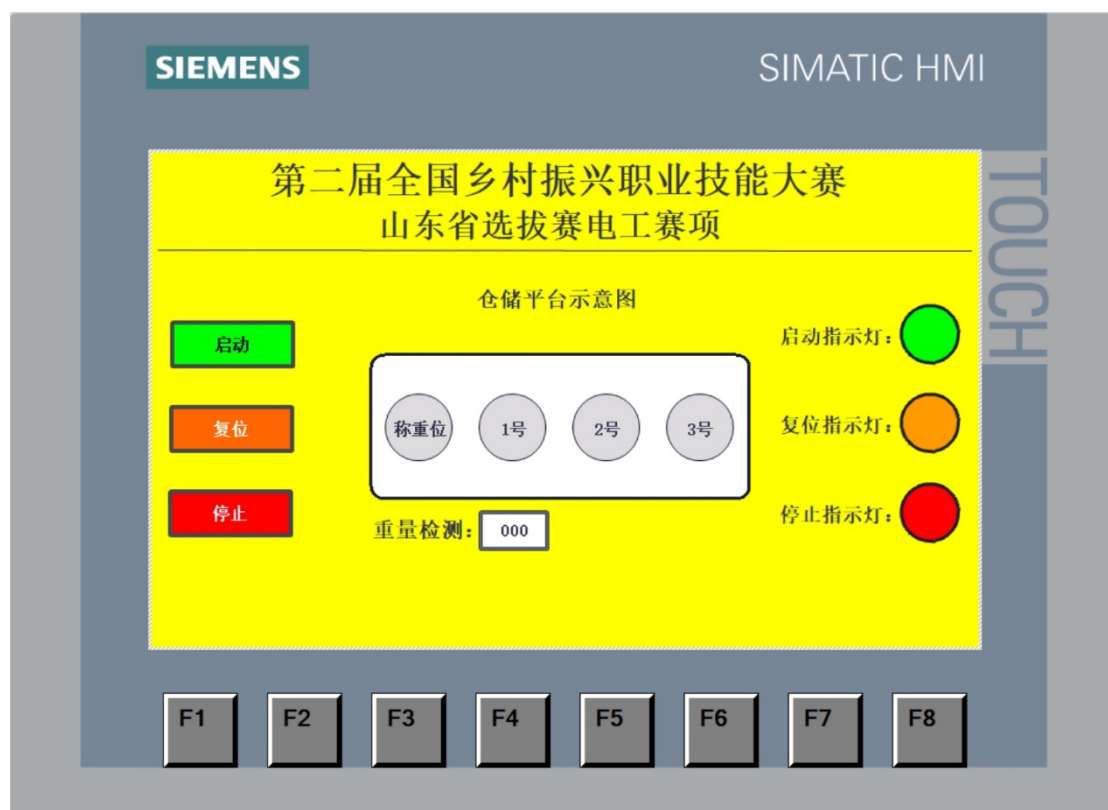 SIEMENS
SIMATIC HMI
TOUCH
第二届全国乡村振兴职业技能大赛
山东省选拔赛电工赛项
仓储平台示意图
启动
启动指示灯:
复位
称重位 1号 2号 3号
复位指示灯:
停止
重量检测: 000
停止指示灯:
F1 F2 F3 F4 F5 F6 F7 F8